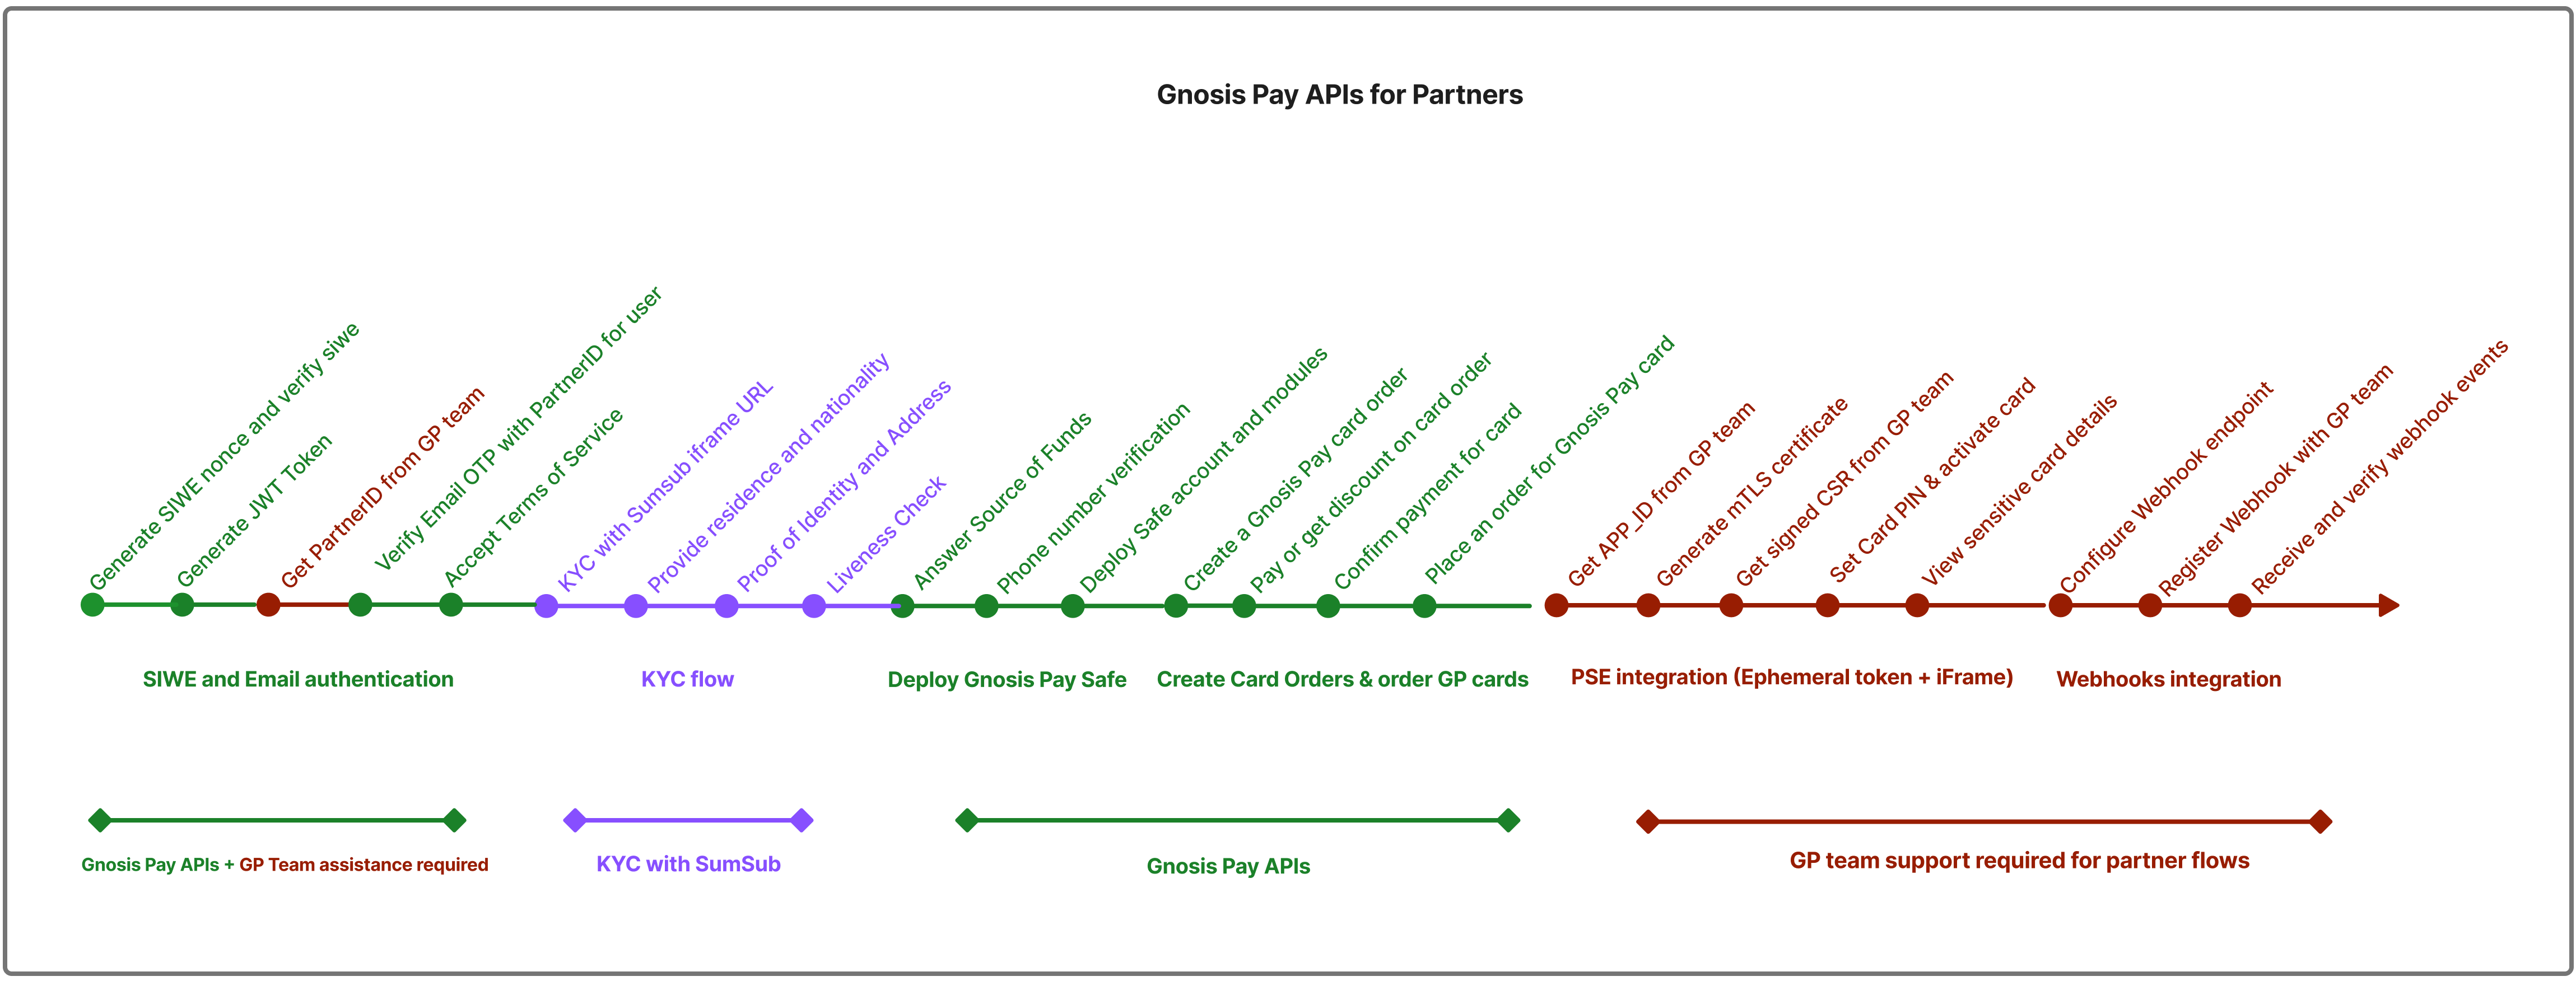 Gnosis Pay APIs for Partners
Generate SIWE nonce and verify siwe
Generate JWT Token
Get PartnerID from GP team
Verify Email OTP with PartnerID for user
Accept Terms of Service
KYC with Sumsub iframe URL
Provide residence and nationality
Proof of Identity and Address
Liveness Check
Answer Source of Funds
Phone number verification
Deploy Safe account and modules
Create a Gnosis Pay card order
Pay or get discount on card order
Confirm payment for card
Place an order for Gnosis Pay card
Get APP_ID from GP team
Generate mTLS certificate
Get signed CSR from GP team
Set Card PIN & activate card
View sensitive card details
Configure Webhook endpoint
Register Webhook with GP team
Receive and verify webhook events
SIWE and Email authentication
KYC flow
Deploy Gnosis Pay Safe
Create Card Orders & order GP cards
PSE integration (Ephemeral token + iFrame)
Webhooks integration
Gnosis Pay APIs + GP Team assistance required
KYC with SumSub
Gnosis Pay APIs
GP team support required for partner flows